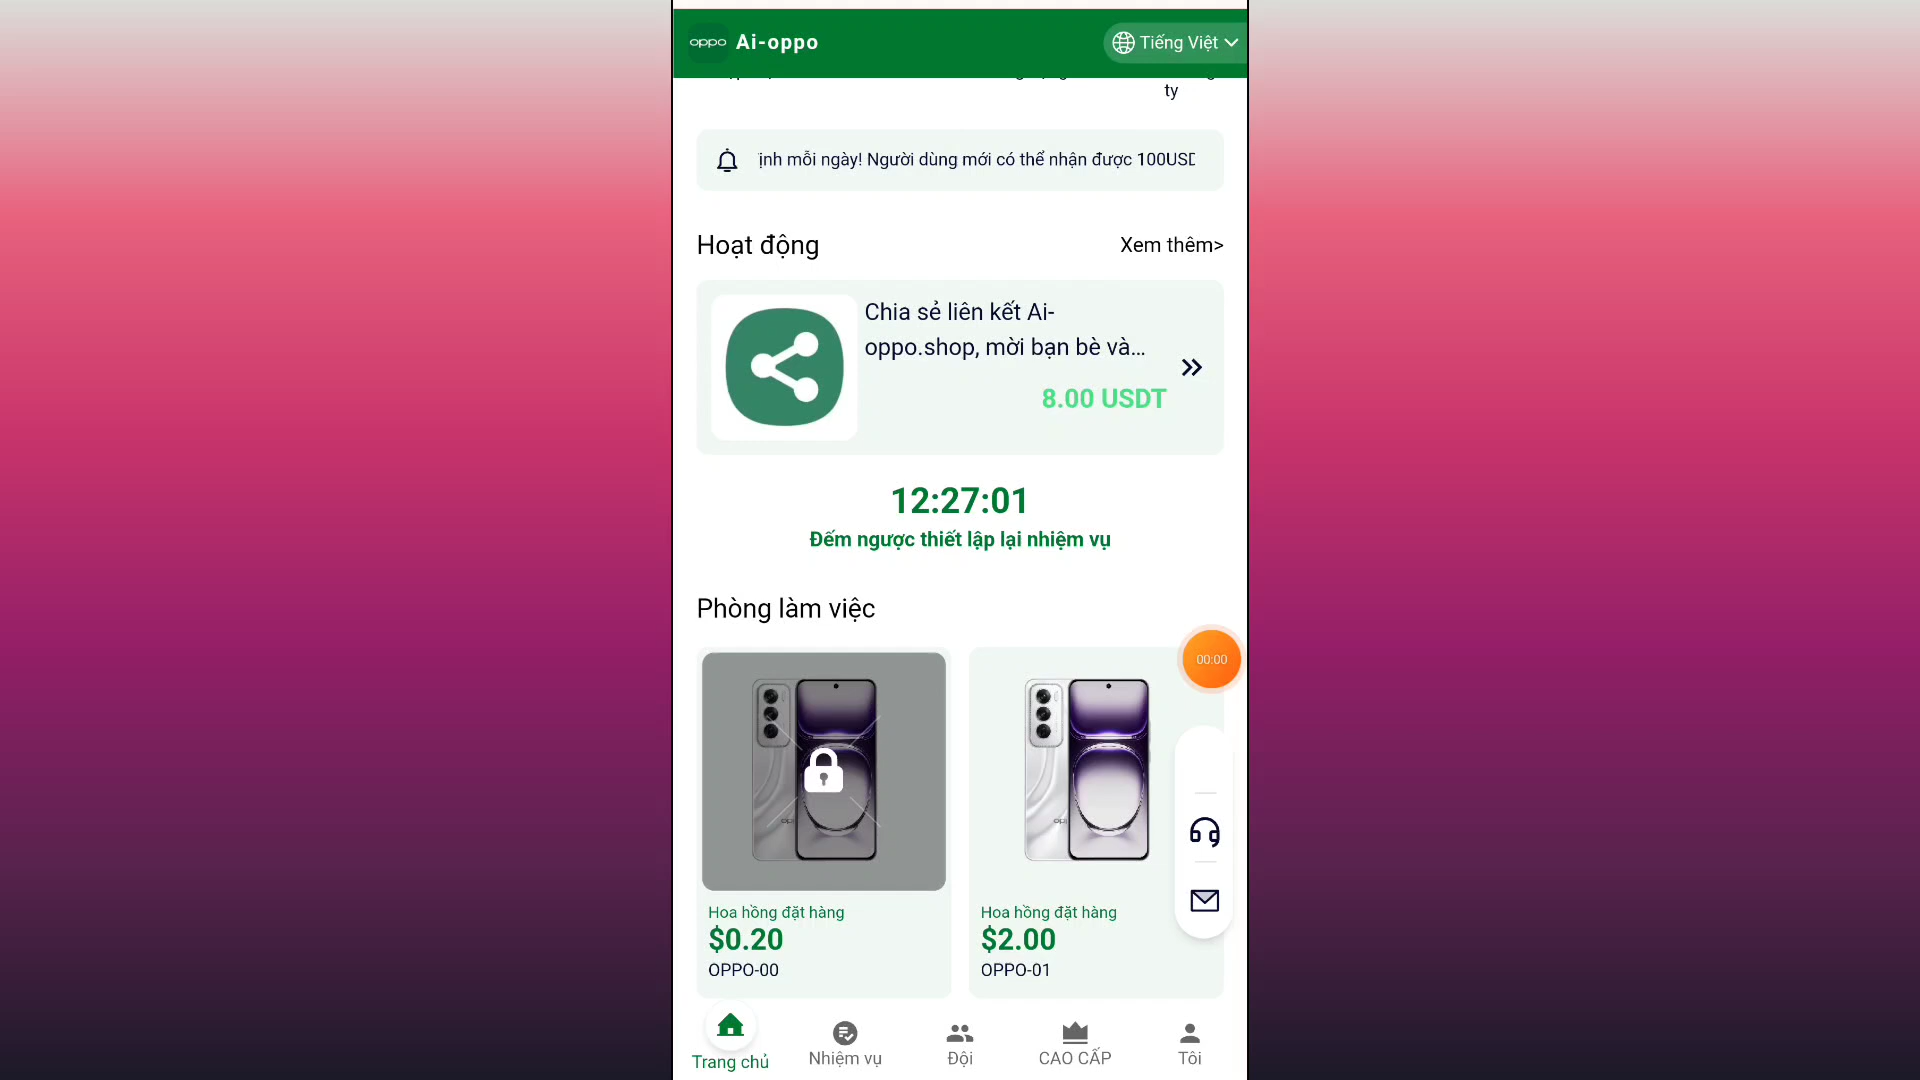 oppo Ai-oppo
Tiếng Việt
ty
ịnh mỗi ngày! Người dùng mới có thể nhận được 100USD
Hoạt động
Xem thêm>
Chia sẻ liên kết Ai-
oppo.shop, mời bạn bè và...
8.00 USDT
12:27:01
Đếm ngược thiết lập lại nhiệm vụ
Phòng làm việc
00:00
Hoa hồng đặt hàng
$0.20
OPPO-00
Hoa hồng đặt hàng
$2.00
OPPO-01
Trang chủ
Nhiệm vụ
Đội
CAO CẤP
Tôi